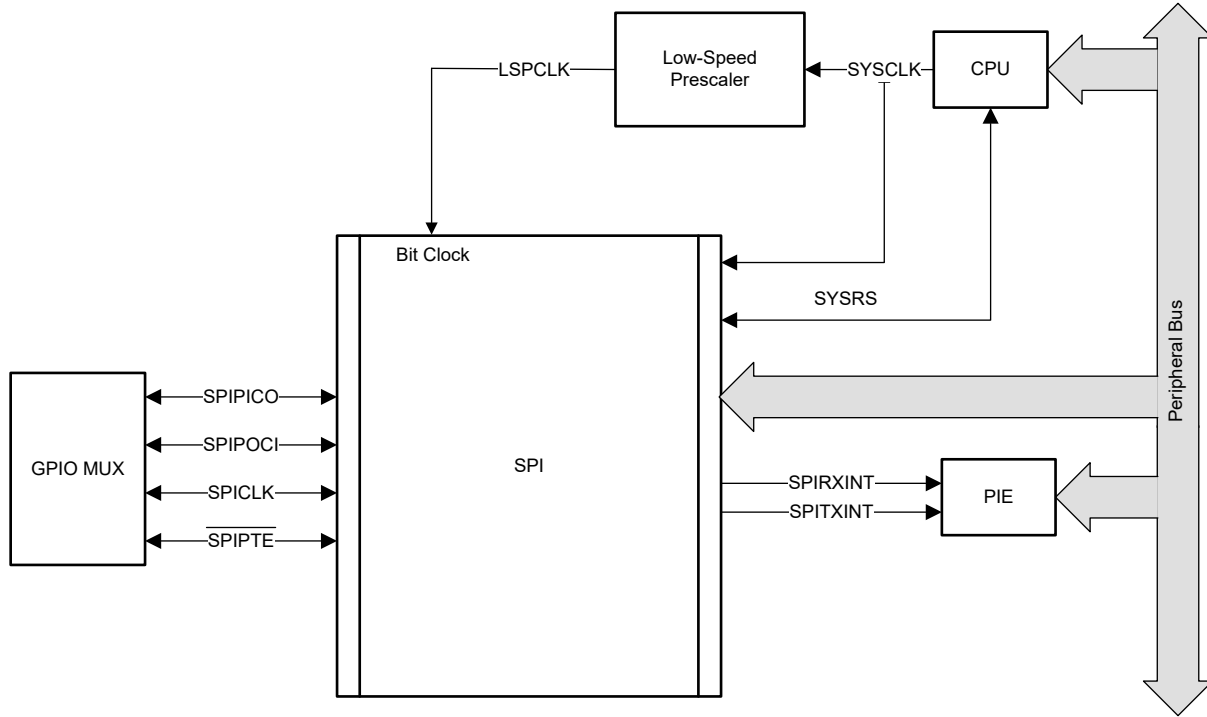 Low-Speed
Prescaler
LSPCLK
SYSCLK
CPU
Bit Clock
SYSRS
Peripheral Bus
SPIPICO
SPIPOCI
GPIO MUX
SPICLK
SPIPTE
SPI
SPIRXINT
SPITXINT
PIE